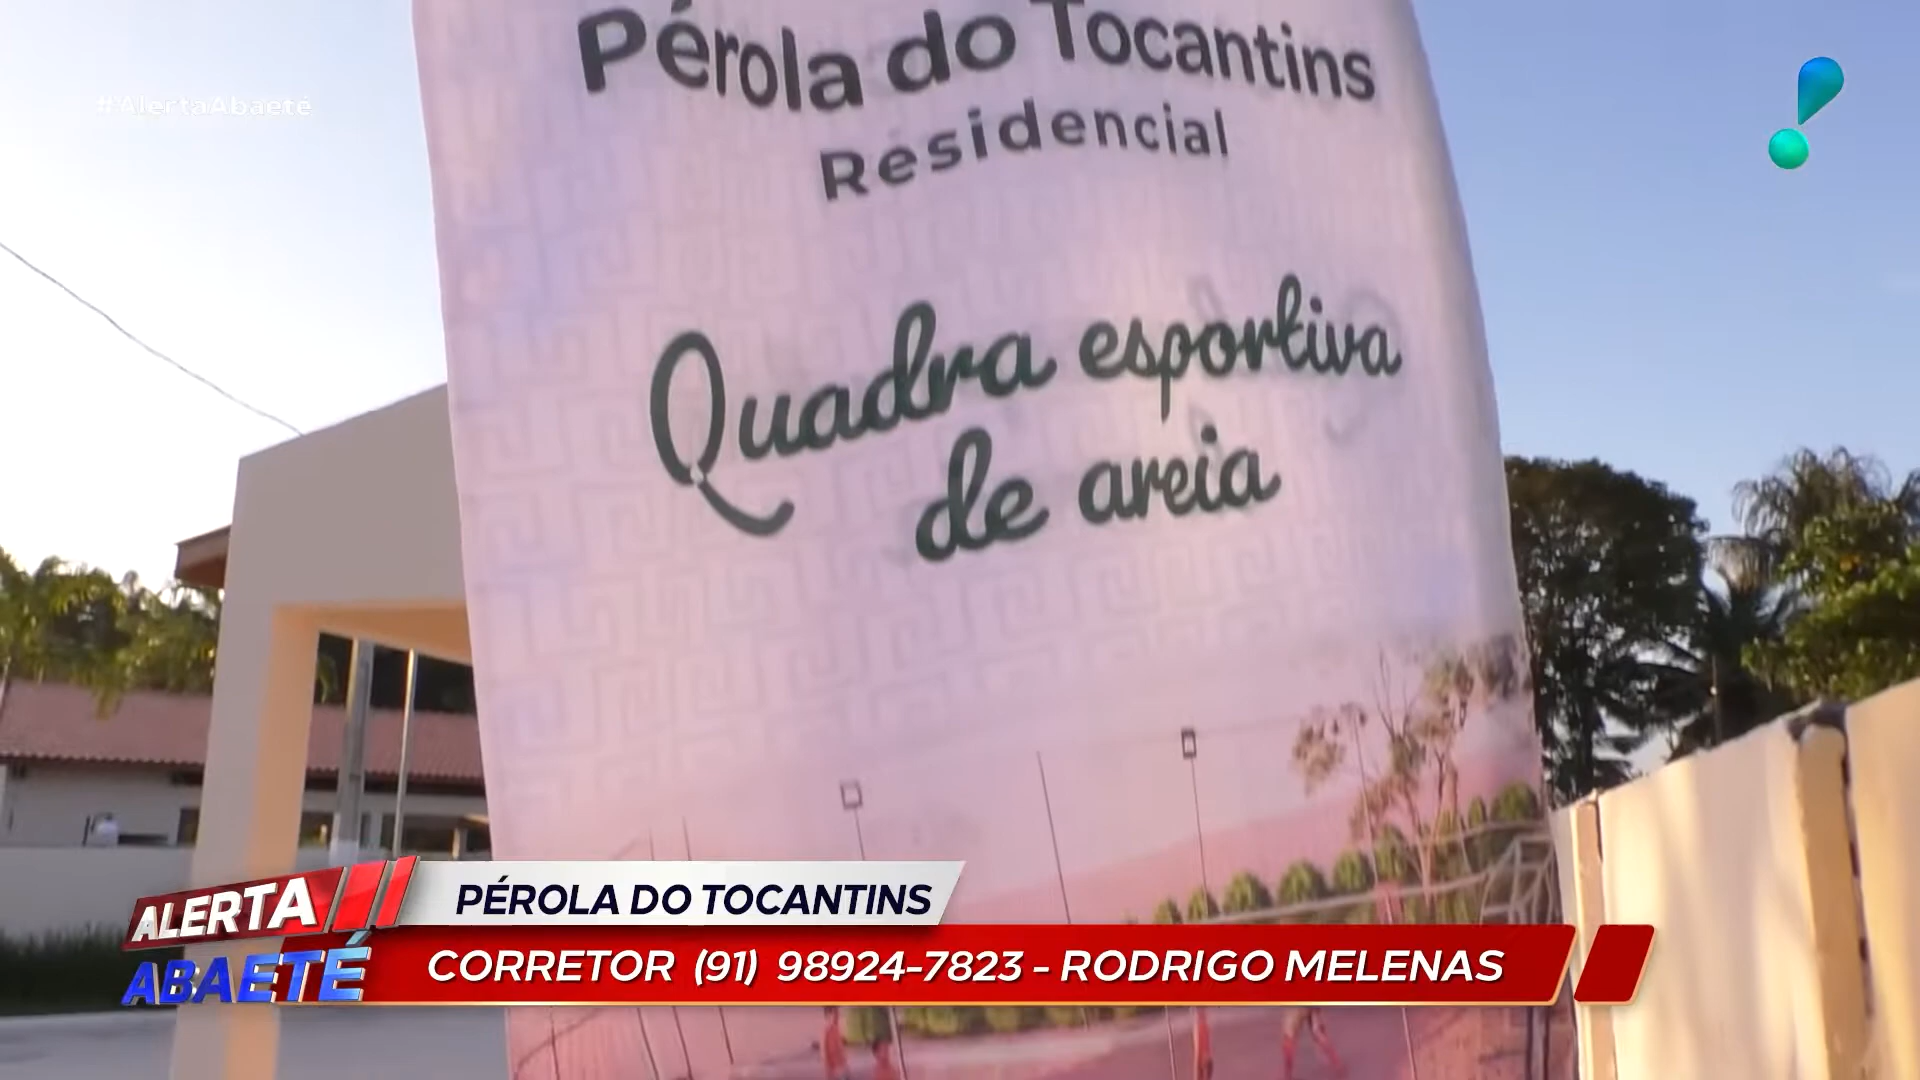 Pérola do Tocantins
Residencial
#AlertaAbaeté
Quadra esportiva
de areia
ALERTA
ABAETÉ
PÉROLA DO TOCANTINS
CORRETOR (91) 98924-7823 - RODRIGO MELENAS